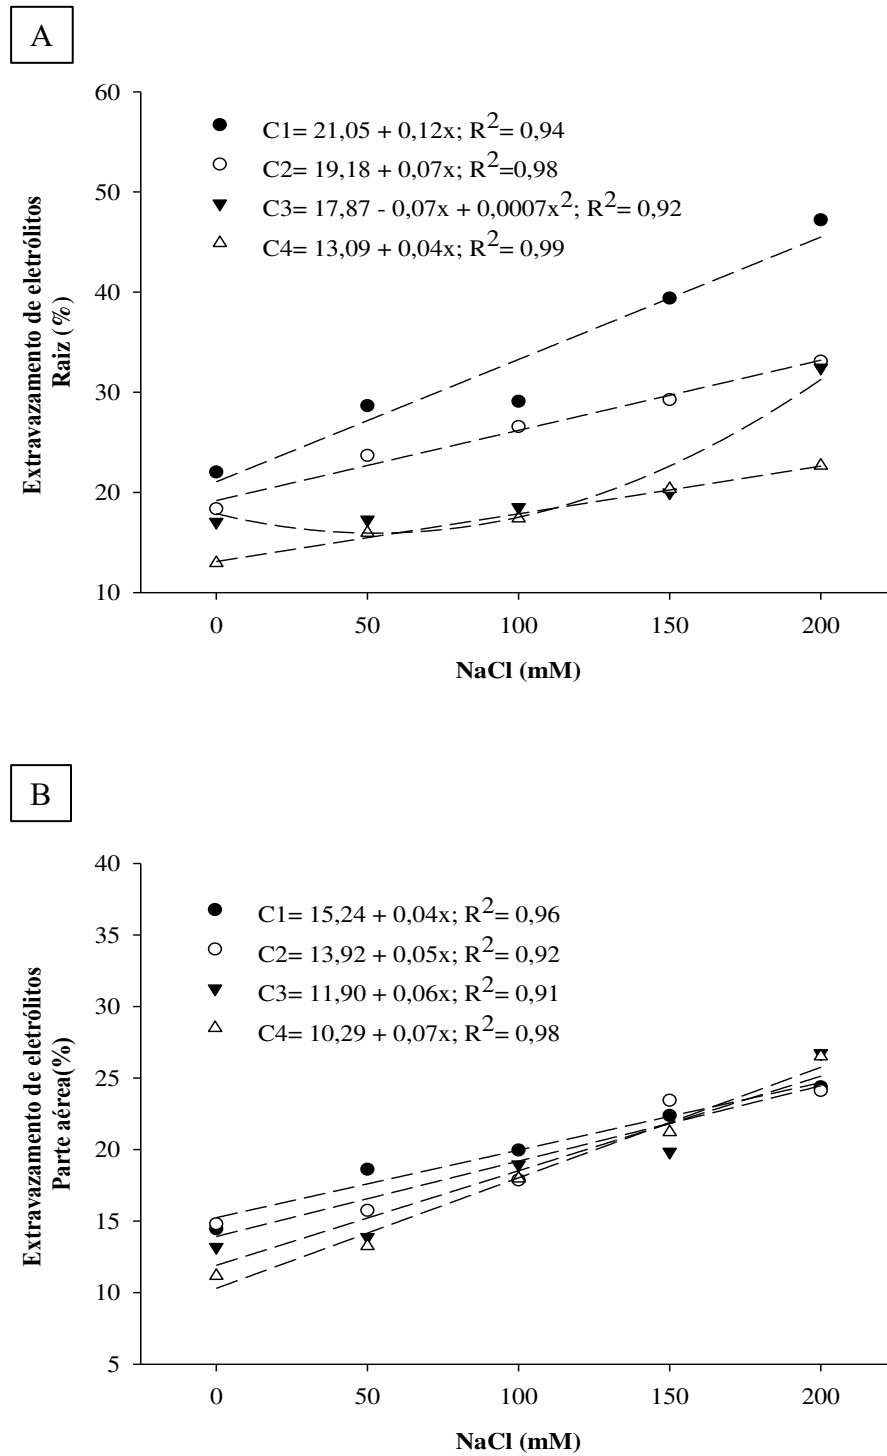 A
60
50
40
30
20
10
Extravazamento de eletrólitos
Raiz (%)
C1= 21,05 + 0,12x; R²= 0,94
C2= 19,18 + 0,07x; R²=0,98
C3= 17,87 - 0,07x + 0,0007x²; R²= 0,92
C4= 13,09 + 0,04x; R²= 0,99
0 50 100 150 200
NaCl (mM)
B
40
35
30
25
20
15
10
5
Extravazamento de eletrólitos
Parte aérea(%)
C1= 15,24 + 0,04x; R²= 0,96
C2= 13,92 + 0,05x; R²= 0,92
C3= 11,90 + 0,06x; R²= 0,91
C4= 10,29 + 0,07x; R²= 0,98
0 50 100 150 200
NaCl (mM)